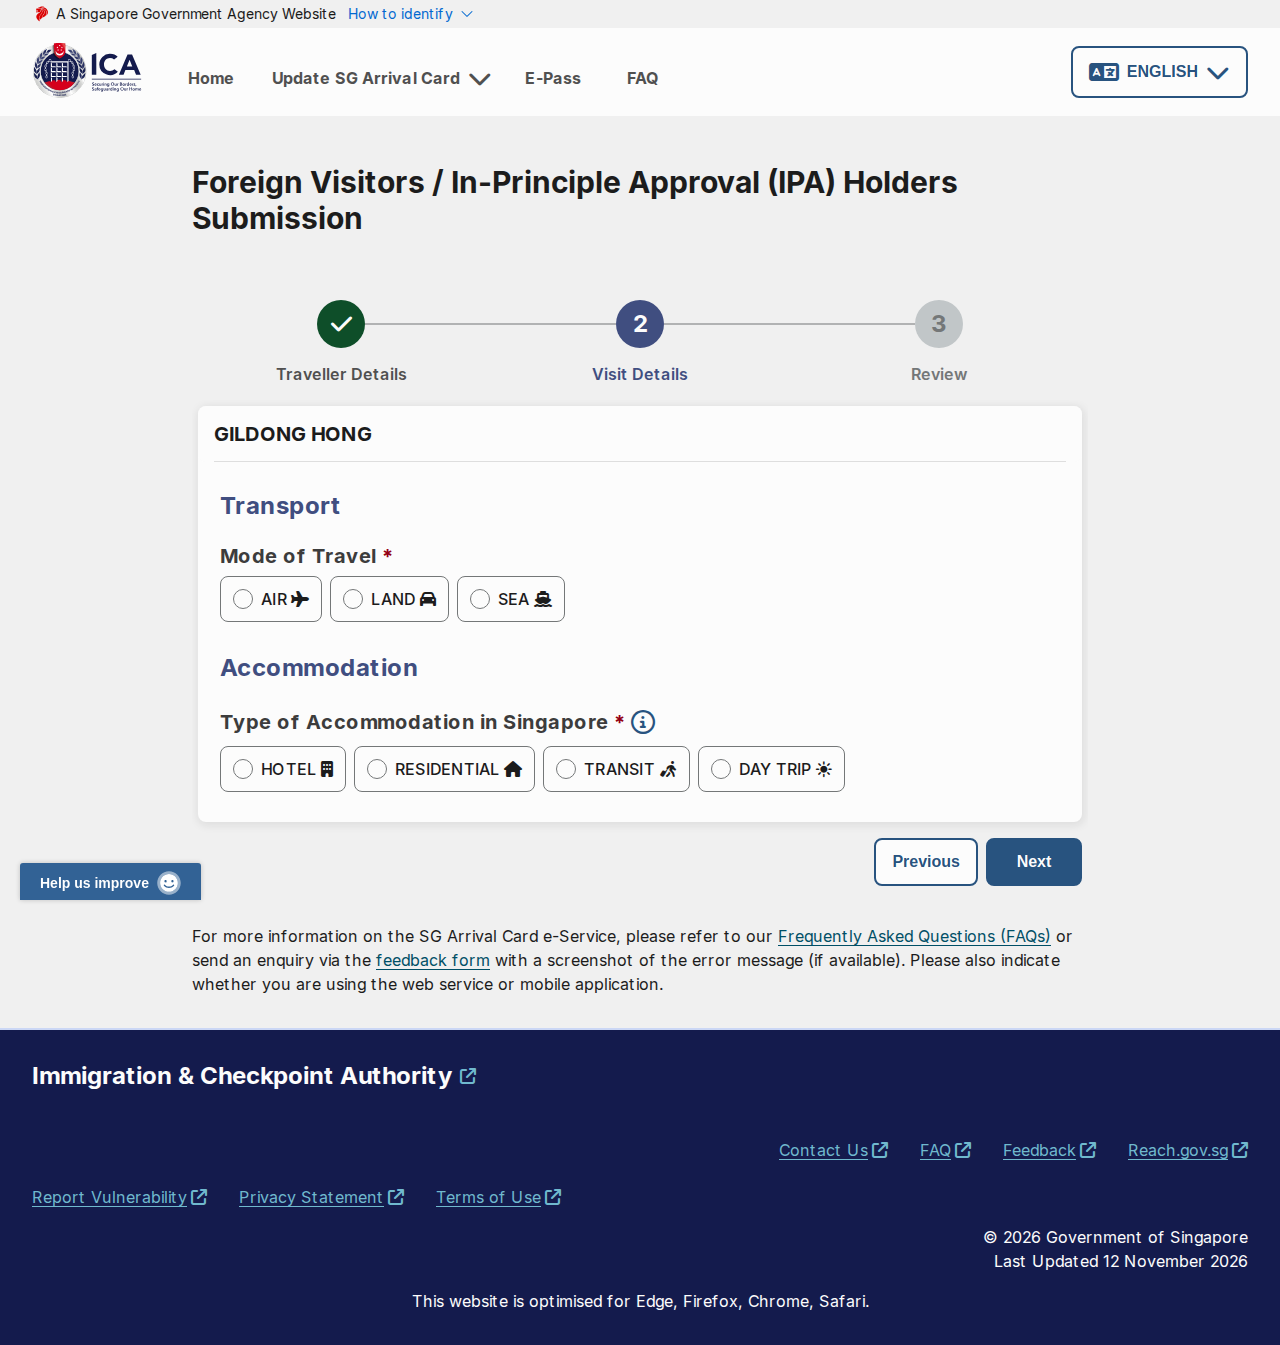 A Singapore Government Agency Website How to identify
ICA
Securing Our Borders,
Safeguarding Our Home
Home
Update SG Arrival Card
E-Pass
FAQ
ENGLISH
Foreign Visitors / In-Principle Approval (IPA) Holders
Submission
2
3
Traveller Details
Visit Details
Review
GILDONG HONG
Transport
Mode of Travel *
AIR
LAND
SEA
Accommodation
Type of Accommodation in Singapore *
HOTEL
RESIDENTIAL
TRANSIT
DAY TRIP
Previous
Next
Help us improve
For more information on the SG Arrival Card e-Service, please refer to our Frequently Asked Questions (FAQs) or
send an enquiry via the feedback form with a screenshot of the error message (if available). Please also indicate
whether you are using the web service or mobile application.
Immigration & Checkpoint Authority
Contact Us
FAQ
Feedback
Reach.gov.sg
Report Vulnerability
Privacy Statement
Terms of Use
© 2026 Government of Singapore
Last Updated 12 November 2026
This website is optimised for Edge, Firefox, Chrome, Safari.